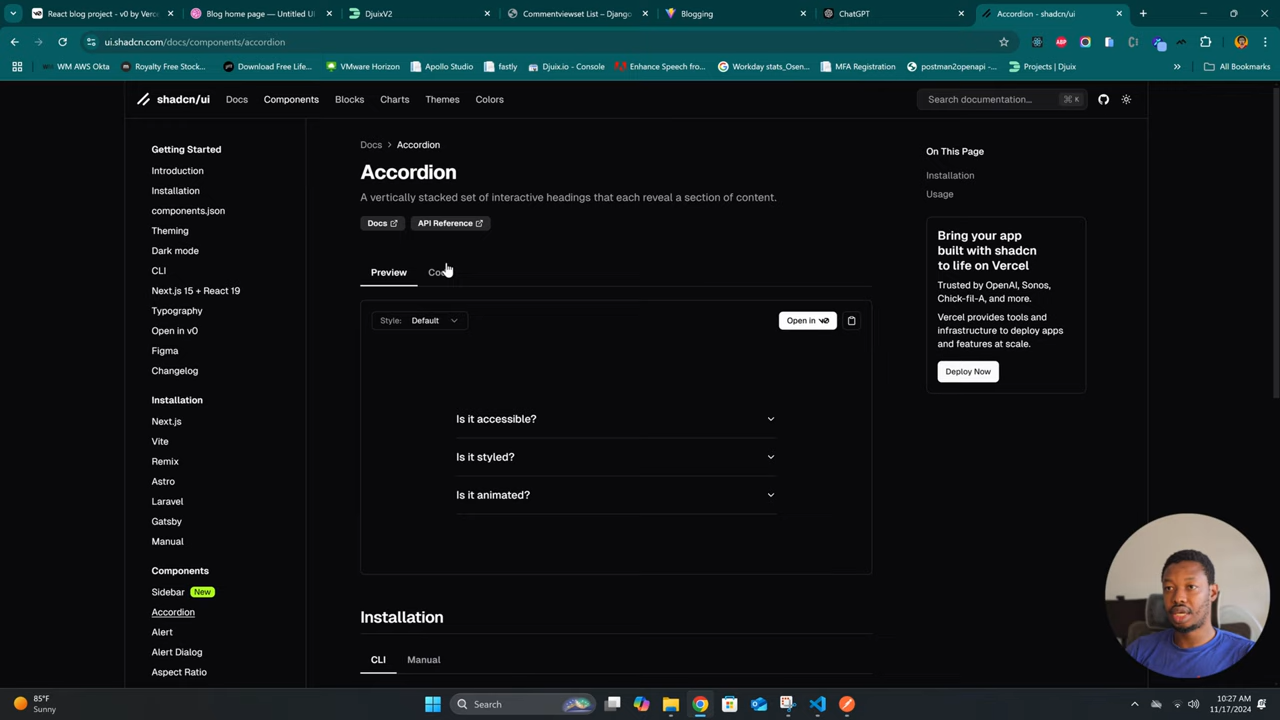 React blog project - v0 by Verce
Blog home page — Untitled UI
DjuixV2
Commentviewset List – Django
Blogging
ChatGPT
Accordion - shadcn/ui
ui.shadcn.com/docs/components/accordion
WM AWS Okta
Royalty Free Stock...
Download Free Life...
VMware Horizon
Apollo Studio
fastly
Djuix.io - Console
Enhance Speech from...
Workday stats_Osen...
MFA Registration
postman2openapi -...
Projects | Djuix
All Bookmarks
shadcn/ui
Docs
Components
Blocks
Charts
Themes
Colors
Search documentation...
⌘ K
Getting Started
Introduction
Installation
components.json
Theming
Dark mode
CLI
Next.js 15 + React 19
Typography
Open in v0
Figma
Changelog
Installation
Next.js
Vite
Remix
Astro
Laravel
Gatsby
Manual
Components
Sidebar New
Accordion
Alert
Alert Dialog
Aspect Ratio
Docs > Accordion
Accordion
A vertically stacked set of interactive headings that each reveal a section of content.
Docs
API Reference
Preview
Style: Default
Open in v0
Is it accessible?
Is it styled?
Is it animated?
Installation
CLI
Manual
On This Page
Installation
Usage
Bring your app
built with shadcn
to life on Vercel
Trusted by OpenAI, Sonos,
Chick-fil-A, and more.
Vercel provides tools and
infrastructure to deploy apps
and features at scale.
Deploy Now
85°F
Sunny
Search
10:27 AM
11/17/2024